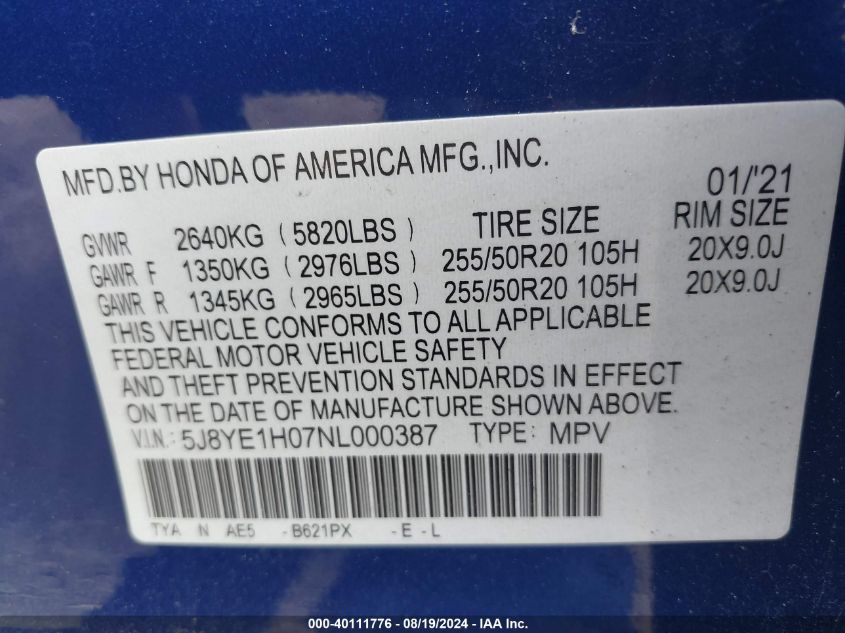 MFD.BY HONDA OF AMERICA MFG.,INC.
01/'21
GVWR 2640KG (5820LBS) TIRE SIZE RIM SIZE
GAWR F 1350KG (2976LBS) 255/50R20 105H 20X9.0J
GAWR R 1345KG (2965LBS) 255/50R20 105H 20X9.0J
THIS VEHICLE CONFORMS TO ALL APPLICABLE
FEDERAL MOTOR VEHICLE SAFETY
AND THEFT PREVENTION STANDARDS IN EFFECT
ON THE DATE OF MANUFACTURE SHOWN ABOVE.
V.I.N.: 5J8YE1H07NL000387 TYPE: MPV
TYA N AE5 -B621PX -E-L
000-40111776 - 08/19/2024 - IAA Inc.